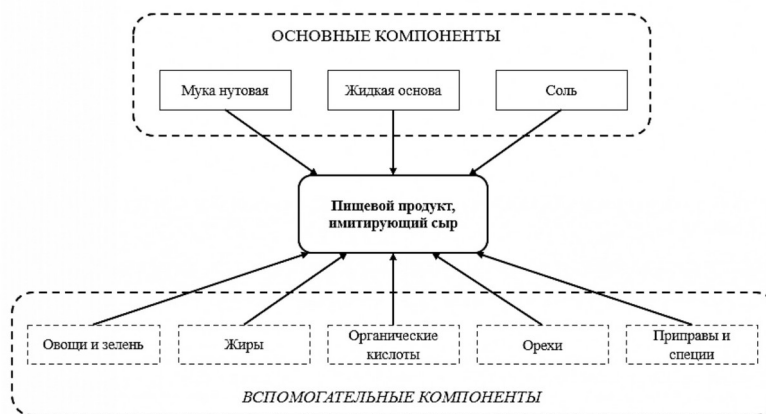 ОСНОВНЫЕ КОМПОНЕНТЫ
Мука нутовая
Жидкая основа
Соль
Пищевой продукт,
имитирующий сыр
Овощи и зелень
Жиры
Органические
кислоты
Орехи
Приправы и
специи
ВСПОМОГАТЕЛЬНЫЕ КОМПОНЕНТЫ